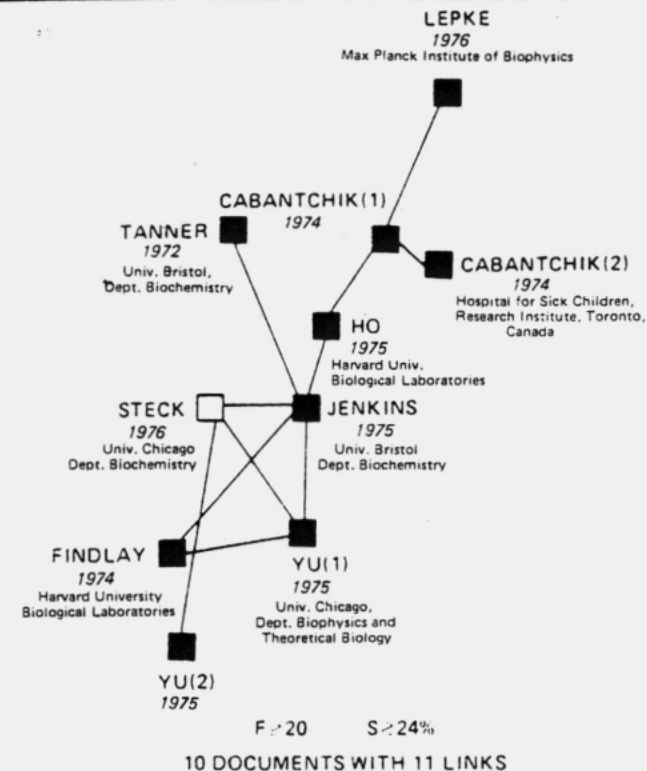 LEPKE
1976
Max Planck Institute of Biophysics
CABANTCHIK(1)
1974
TANNER
1972
Univ. Bristol,
Dept. Biochemistry
CABANTCHIK(2)
1974
Hospital for Sick Children,
Research Institute, Toronto,
Canada
HO
1975
Harvard Univ.
Biological Laboratories
STECK
1976
Univ. Chicago
Dept. Biochemistry
JENKINS
1975
Univ. Bristol
Dept. Biochemistry
FINDLAY
1974
Harvard University
Biological Laboratories
YU(1)
1975
Univ. Chicago,
Dept. Biophysics and
Theoretical Biology
YU(2)
1975
F ≥ 20 S ≥ 24%
10 DOCUMENTS WITH 11 LINKS